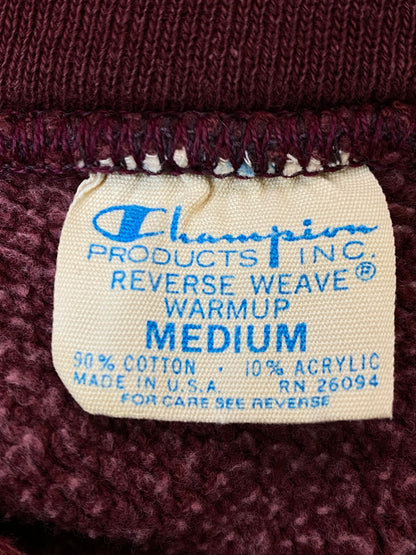 Champion
PRODUCTS INC.
REVERSE WEAVE®
WARMUP
MEDIUM
90% COTTON · 10% ACRYLIC
MADE IN U.S.A RN 26094
FOR CARE SEE REVERSE